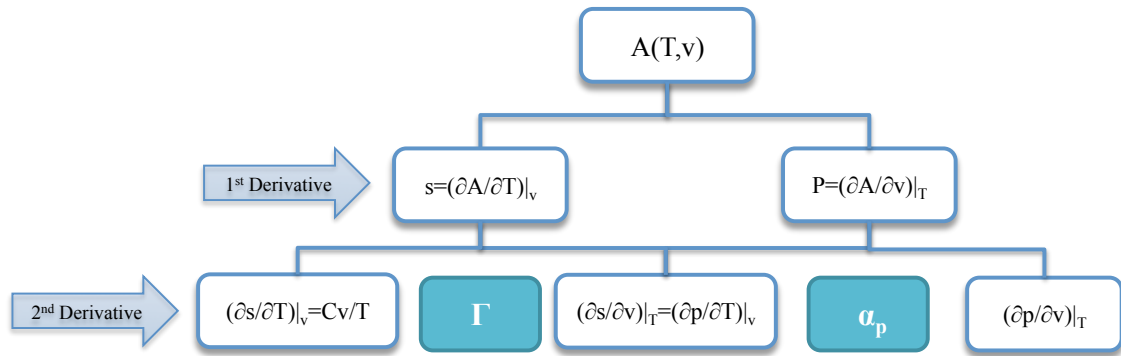 A(T,v)
1st Derivative
s=(∂A/∂T)|v
P=(∂A/∂v)|T
2nd Derivative
(∂s/∂T)|v=Cv/T
Γ
(∂s/∂v)|T=(∂p/∂T)|v
αp
(∂p/∂v)|T